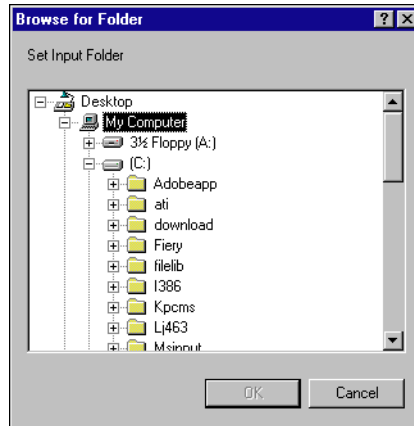 Browse for Folder
Set Input Folder
Desktop
My Computer
3½ Floppy (A:)
(C:)
Adobeapp
ati
download
Fiery
filelib
I386
Kpcms
Lj463
Msinput
OK
Cancel